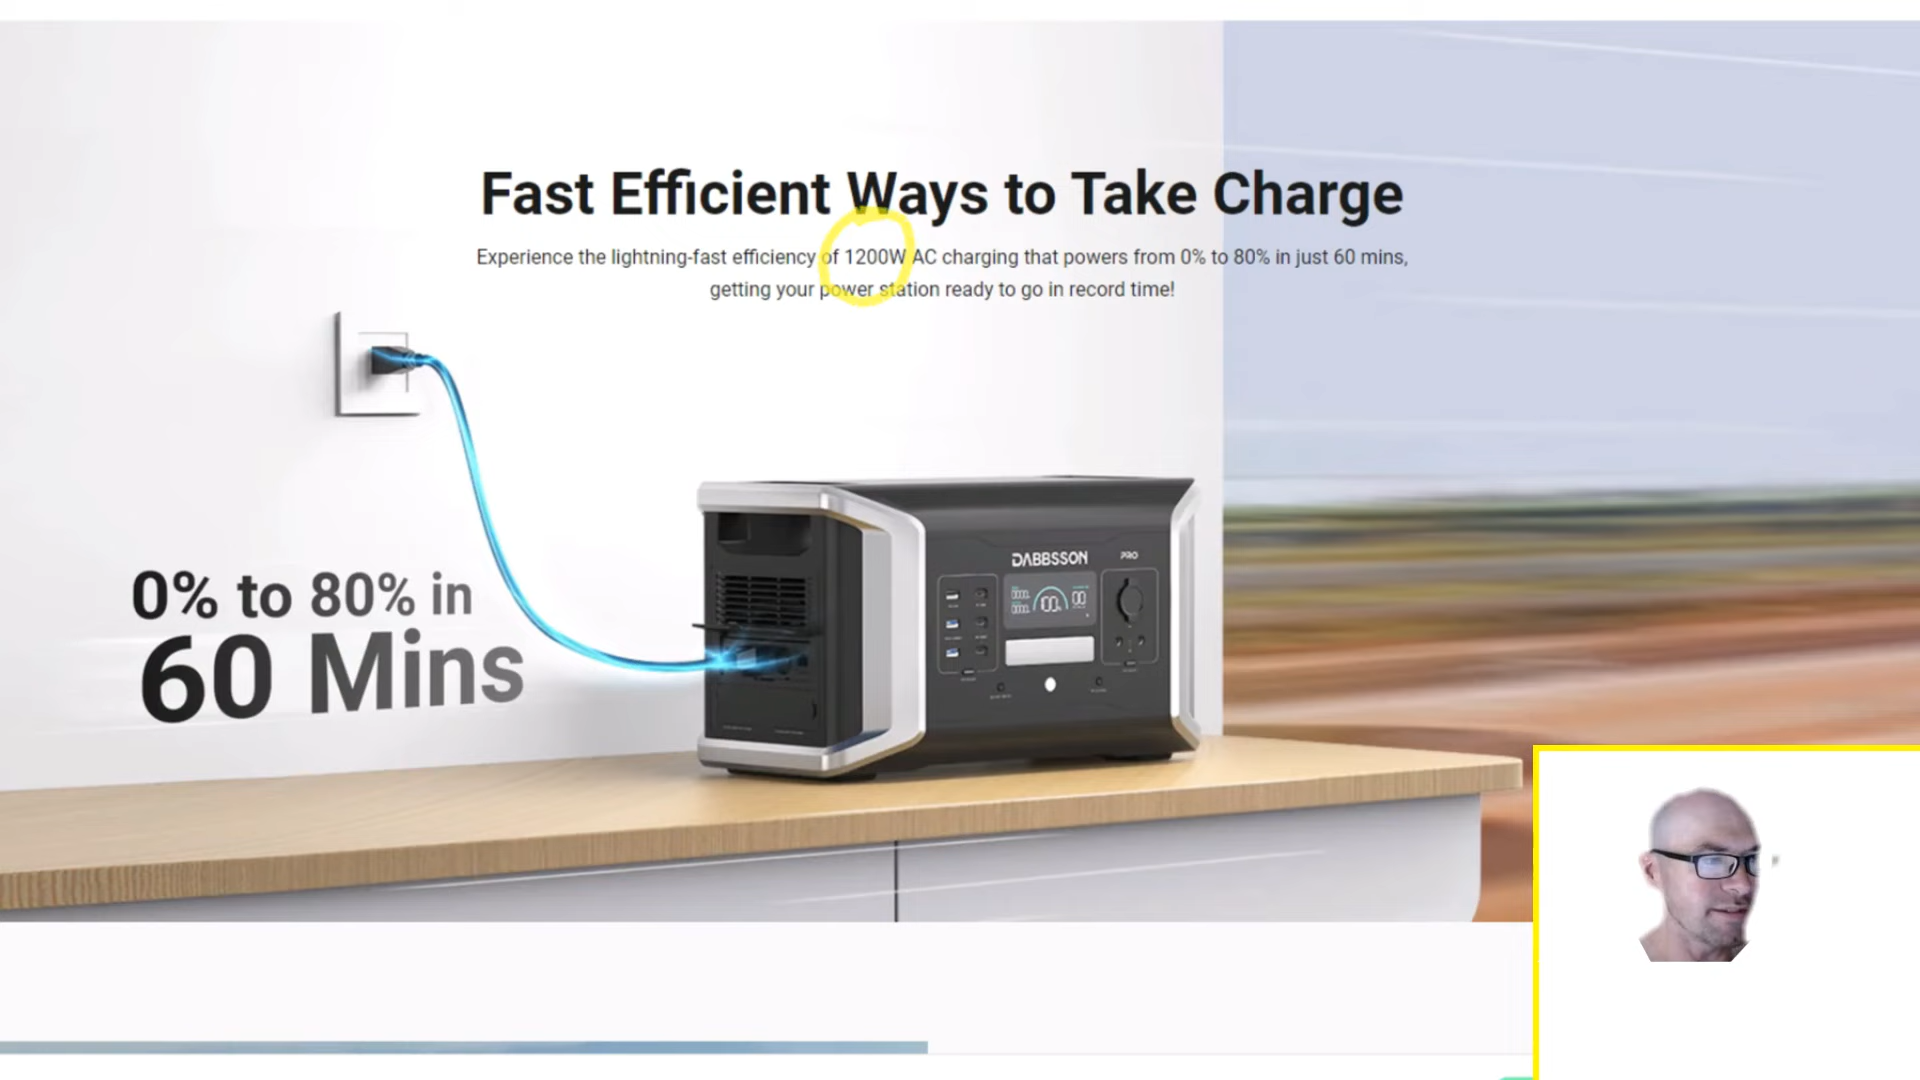 Fast Efficient Ways to Take Charge
Experience the lightning-fast efficiency of 1200W AC charging that powers from 0% to 80% in just 60 mins,
getting your power station ready to go in record time!
0% to 80% in
60 Mins
DABBSSON
PRO
100%